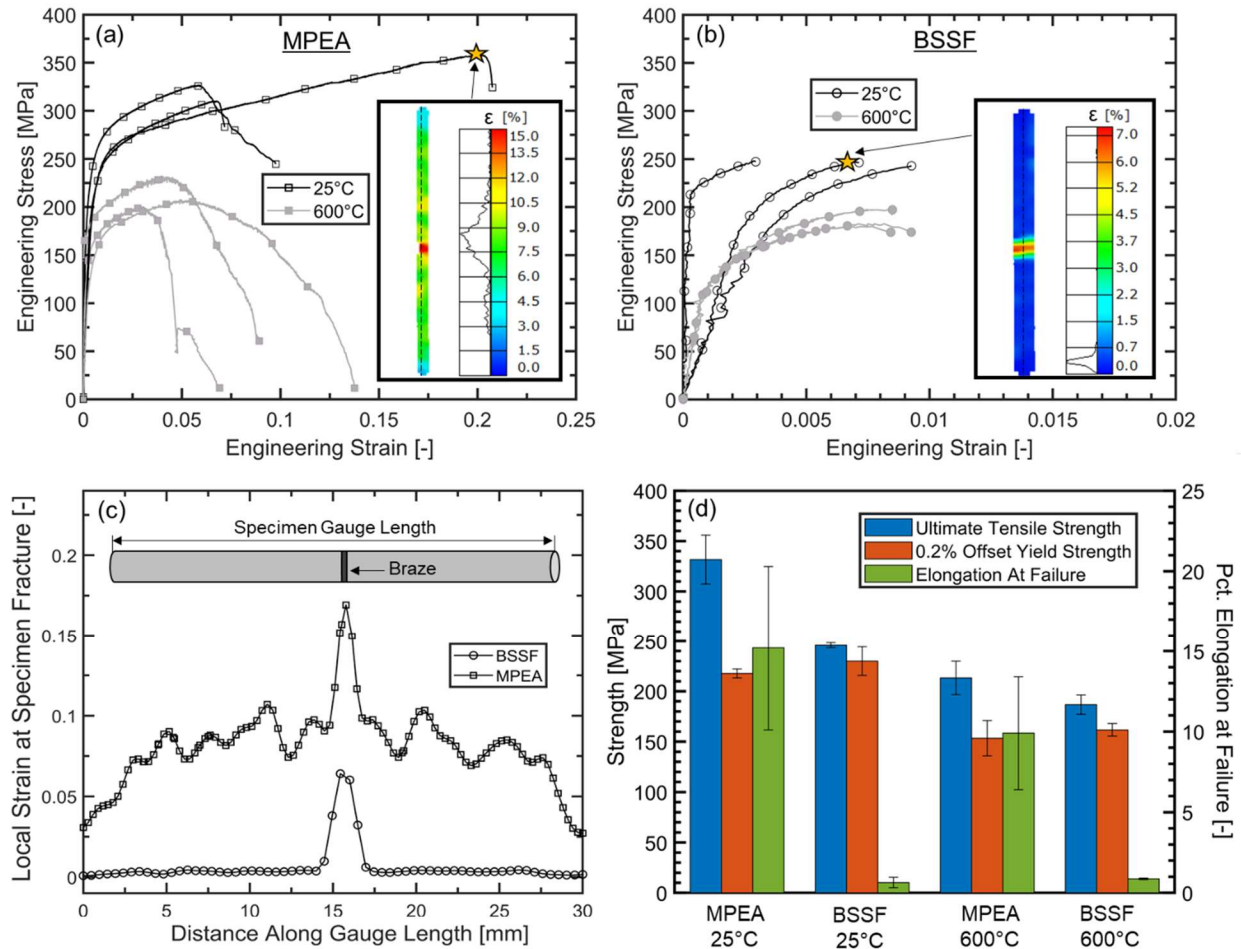 (a)
MPEA
Engineering Stress [MPa]
400
350
300
250
200
150
100
50
0
0
0.05
0.1
0.15
0.2
0.25
Engineering Strain [-]
25°C
600°C
ε [%]
15.0
13.5
12.0
10.5
9.0
7.5
6.0
4.5
3.0
1.5
0.0
(b)
BSSF
Engineering Stress [MPa]
400
350
300
250
200
150
100
50
0
0
0.005
0.01
0.015
0.02
Engineering Strain [-]
25°C
600°C
ε [%]
7.0
6.0
5.2
4.5
3.7
3.0
2.2
1.5
0.7
0.0
(c)
Local Strain at Specimen Fracture [-]
0.2
0.15
0.1
0.05
0
Specimen Gauge Length
Braze
BSSF
MPEA
0
5
10
15
20
25
30
Distance Along Gauge Length [mm]
(d)
Strength [MPa]
400
350
300
250
200
150
100
50
0
Ultimate Tensile Strength
0.2% Offset Yield Strength
Elongation At Failure
25
20
15
10
5
0
Pct. Elongation at Failure [-]
MPEA
25°C
BSSF
25°C
MPEA
600°C
BSSF
600°C